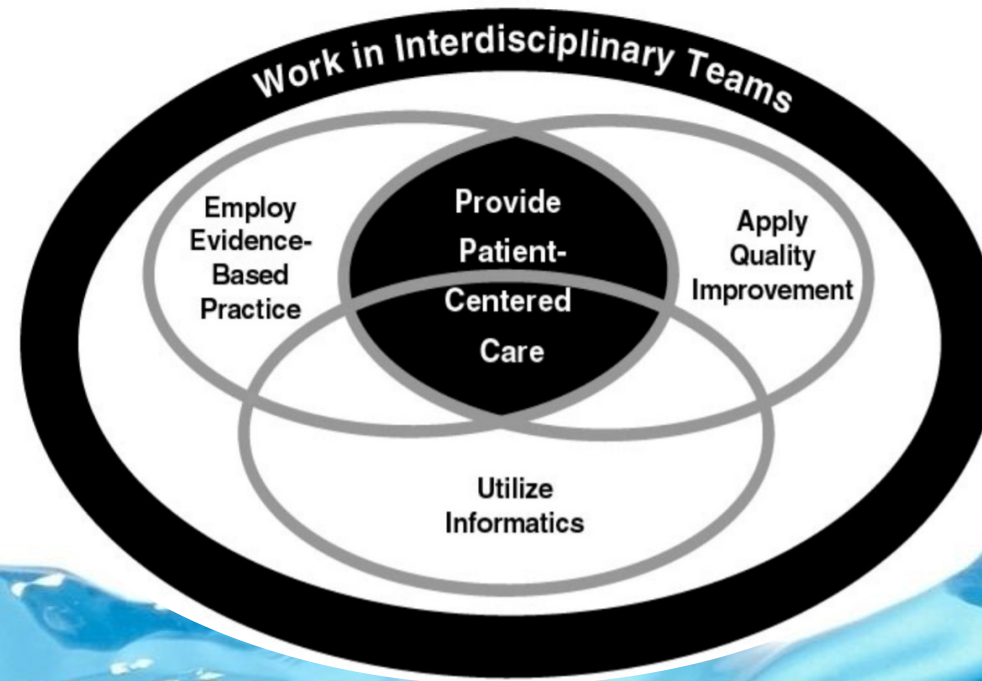 Work in Interdisciplinary Teams
Employ
Evidence-
Based
Practice
Provide
Patient-
Centered
Care
Apply
Quality
Improvement
Utilize
Informatics